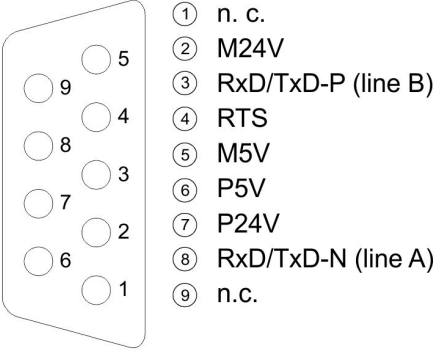 5
9
4
8
3
7
2
6
1
1 n. c.
2 M24V
3 RxD/TxD-P (line B)
4 RTS
5 M5V
6 P5V
7 P24V
8 RxD/TxD-N (line A)
9 n.c.